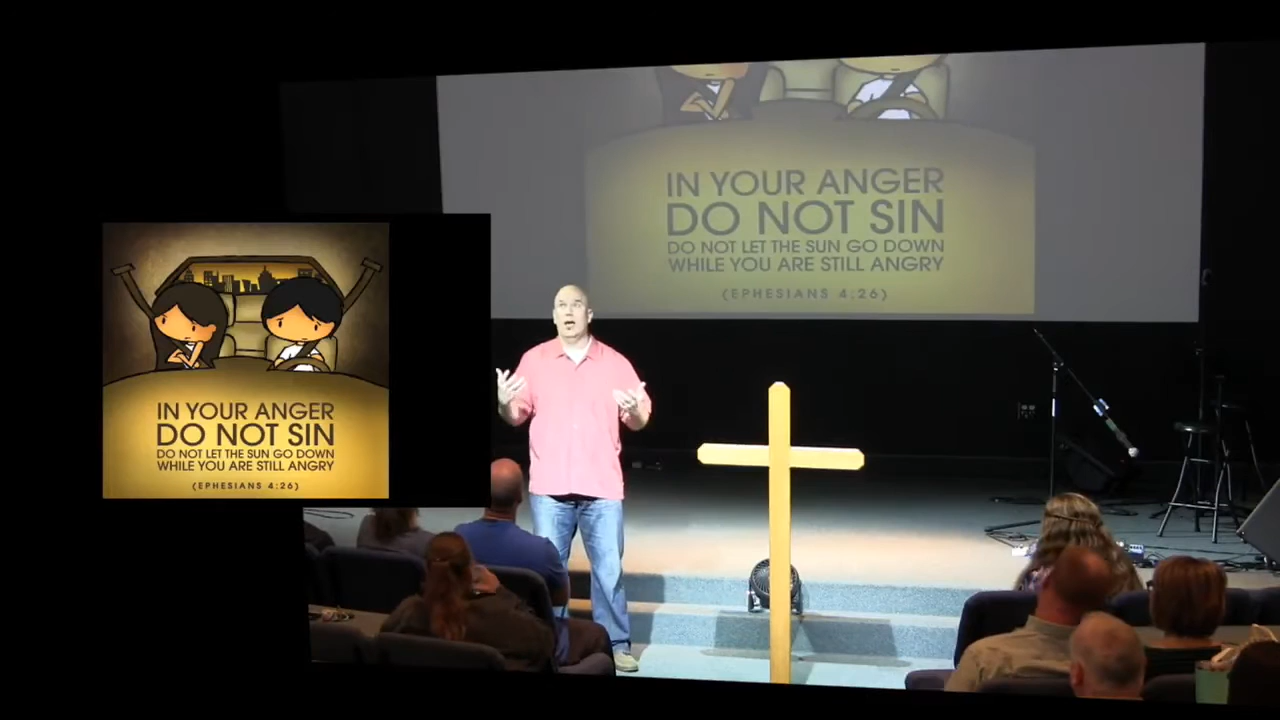 IN YOUR ANGER
DO NOT SIN
DO NOT LET THE SUN GO DOWN
WHILE YOU ARE STILL ANGRY
(EPHESIANS 4:26)
IN YOUR ANGER
DO NOT SIN
DO NOT LET THE SUN GO DOWN
WHILE YOU ARE STILL ANGRY
(EPHESIANS 4:26)